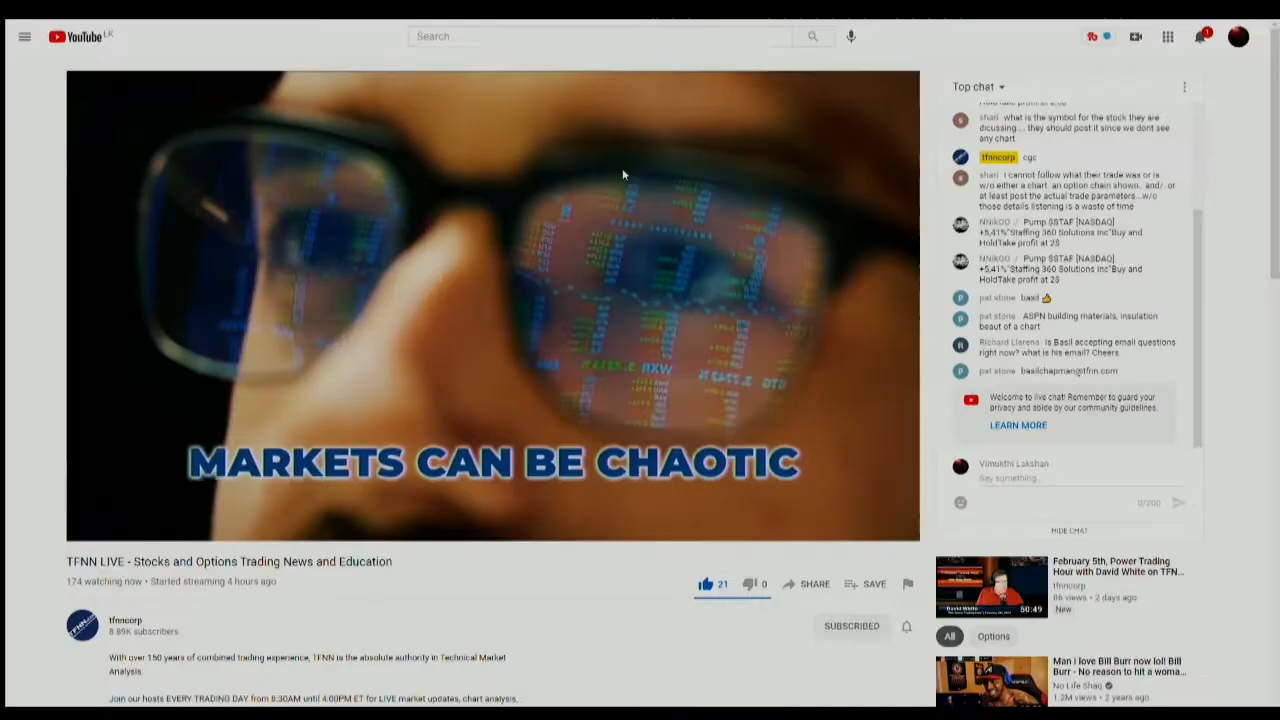 YouTube LK
Search
1
Top chat
shari what is the symbol for the stock they are
dicussing.... they should post it since we dont see
any chart
tfnncorp cgc
shari I cannot follow what their trade was or is
w/o either a chart an option chain shown. and/ or
at least post the actual trade parameters...w/o
those details listening is a waste of time
NNikOO / Pump $STAF [NASDAQ]
+5,41%"Staffing 360 Solutions Inc"Buy and
HoldTake profit at 2$
NNikOO / Pump $STAF [NASDAQ]
+5,41%"Staffing 360 Solutions Inc"Buy and
HoldTake profit at 2$
pat stone basil 👍
pat stone ASPN building materials, insulation
beaut of a chart
Richard Llerena Is Basil accepting email questions
right now? what is his email? Cheers
pat stone basilchapman@tfnn.com
Welcome to live chat! Remember to guard your
privacy and abide by our community guidelines.
LEARN MORE
Vimukthi Lakshan
Say something...
0/200
HIDE CHAT
MARKETS CAN BE CHAOTIC
TFNN LIVE - Stocks and Options Trading News and Education
174 watching now • Started streaming 4 hours ago
21 0 SHARE SAVE
tfnncorp
8.89K subscribers
SUBSCRIBED
With over 150 years of combined trading experience, TFNN is the absolute authority in Technical Market
Analysis.
Join our hosts EVERY TRADING DAY from 8:30AM until 4:00PM ET for LIVE market updates, chart analysis,
February 5th, Power Trading
Hour with David White on TFN...
tfnncorp
86 views • 2 days ago
New
David White
50:49
All
Options
Man i love Bill Burr now lol! Bill
Burr - No reason to hit a woma...
No Life Shaq
1.2M views • 2 years ago